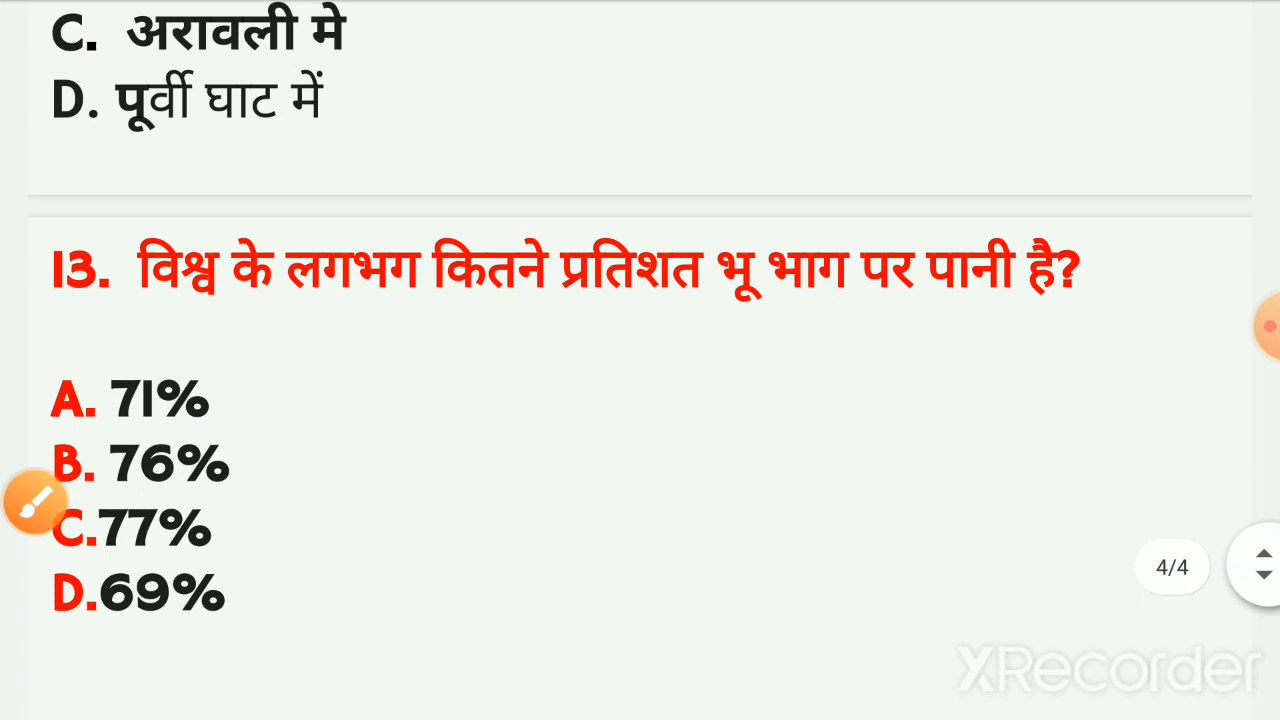 C. अरावली मे
D. पूर्वी घाट में
13. विश्व के लगभग कितने प्रतिशत भू भाग पर पानी है?
A. 71%
B. 76%
C.77%
D.69%
4/4
XRecorder